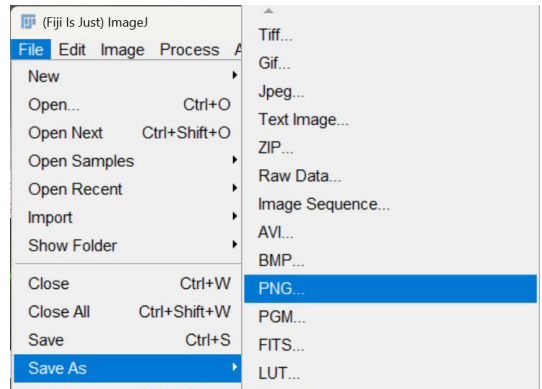 (Fiji Is Just) ImageJ
File Edit Image Process
New
Open... Ctrl+O
Open Next Ctrl+Shift+O
Open Samples
Open Recent
Import
Show Folder
Close Ctrl+W
Close All Ctrl+Shift+W
Save Ctrl+S
Save As
Tiff...
Gif...
Jpeg...
Text Image...
ZIP...
Raw Data...
Image Sequence...
AVI...
BMP...
PNG...
PGM...
FITS...
LUT...